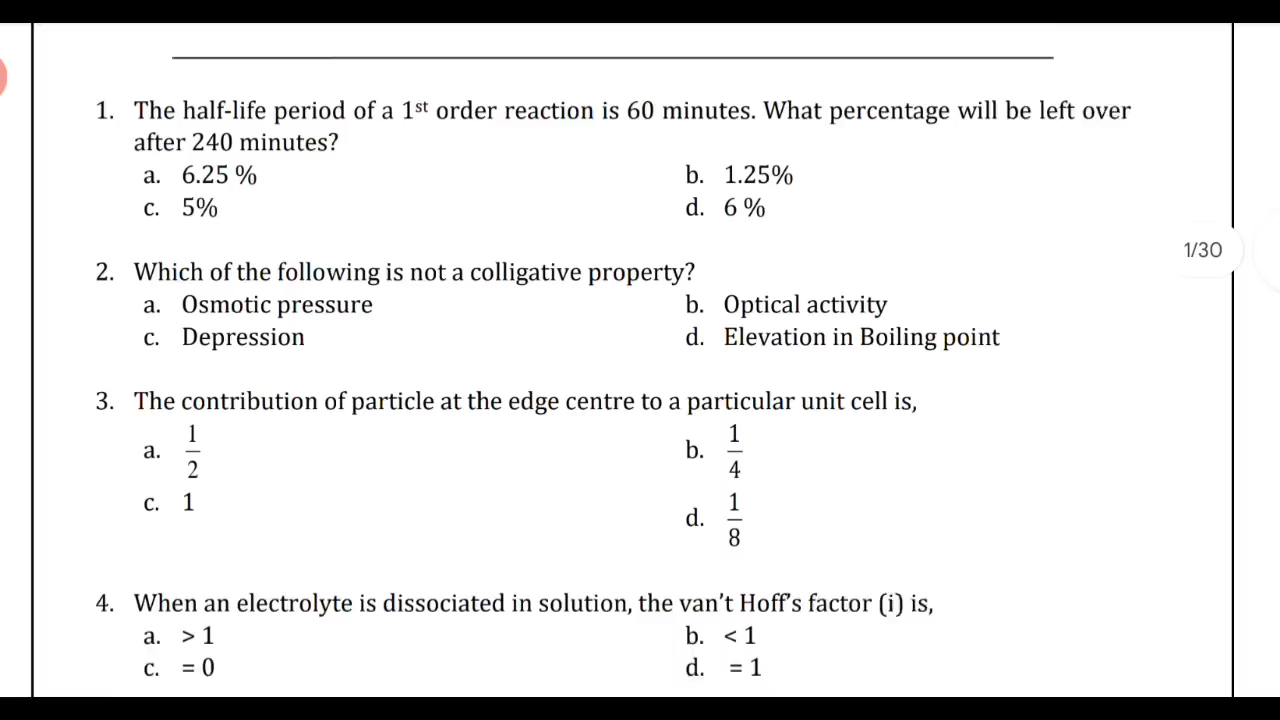 1. The half-life period of a 1st order reaction is 60 minutes. What percentage will be left over
after 240 minutes?
a. 6.25 % b. 1.25%
c. 5% d. 6 %
1/30
2. Which of the following is not a colligative property?
a. Osmotic pressure b. Optical activity
c. Depression d. Elevation in Boiling point
3. The contribution of particle at the edge centre to a particular unit cell is,
a. 1/2 b. 1/4
c. 1 d. 1/8
4. When an electrolyte is dissociated in solution, the van’t Hoff’s factor (i) is,
a. > 1 b. < 1
c. = 0 d. = 1